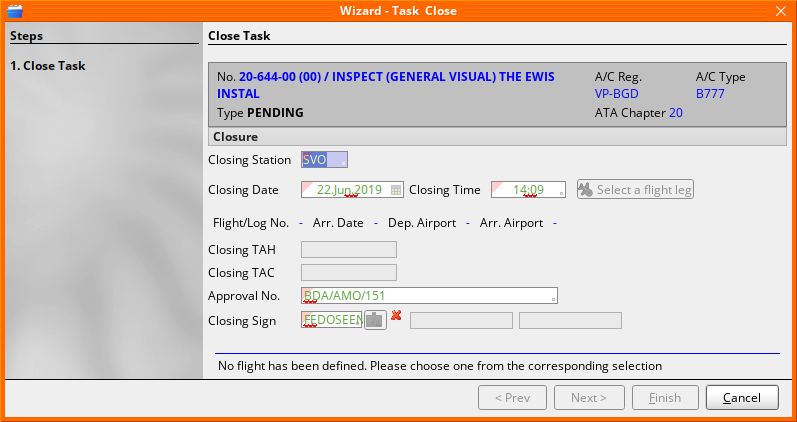 Wizard - Task Close
Steps
1. Close Task
Close Task
No. 20-644-00 (00) / INSPECT (GENERAL VISUAL) THE EWIS
INSTAL
Type PENDING
A/C Reg.
VP-BGD
A/C Type
B777
ATA Chapter 20
Closure
Closing Station SVO
Closing Date 22.Jun.2019 Closing Time 14:09 Select a flight leg
Flight/Log No. - Arr. Date - Dep. Airport - Arr. Airport -
Closing TAH
Closing TAC
Approval No. BDA/AMO/151
Closing Sign FEDOSEEN
No flight has been defined. Please choose one from the corresponding selection
< Prev Next > Finish Cancel